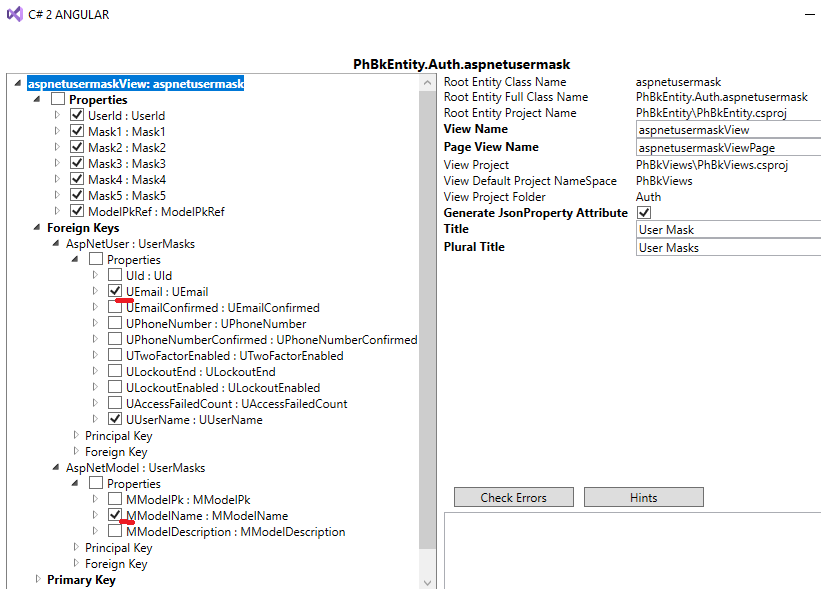 C# 2 ANGULAR
PhBkEntity.Auth.aspnetusermask
aspnetusermaskView: aspnetusermask
Properties
UserId : UserId
Mask1 : Mask1
Mask2 : Mask2
Mask3 : Mask3
Mask4 : Mask4
Mask5 : Mask5
ModelPkRef : ModelPkRef
Foreign Keys
AspNetUser : UserMasks
Properties
UId : UId
UEmail : UEmail
UEmailConfirmed : UEmailConfirmed
UPhoneNumber : UPhoneNumber
UPhoneNumberConfirmed : UPhoneNumberConfirmed
UTwoFactorEnabled : UTwoFactorEnabled
ULockoutEnd : ULockoutEnd
ULockoutEnabled : ULockoutEnabled
UAccessFailedCount : UAccessFailedCount
UUserName : UUserName
Principal Key
Foreign Key
AspNetModel : UserMasks
Properties
MModelPk : MModelPk
MModelName : MModelName
MModelDescription : MModelDescription
Principal Key
Foreign Key
Primary Key
Root Entity Class Name aspnetusermask
Root Entity Full Class Name PhBkEntity.Auth.aspnetusermask
Root Entity Project Name PhBkEntity\PhBkEntity.csproj
View Name aspnetusermaskView
Page View Name aspnetusermaskViewPage
View Project PhBkViews\PhBkViews.csproj
View Default Project NameSpace PhBkViews
View Project Folder Auth
Generate JsonProperty Attribute
Title User Mask
Plural Title User Masks
Check Errors Hints